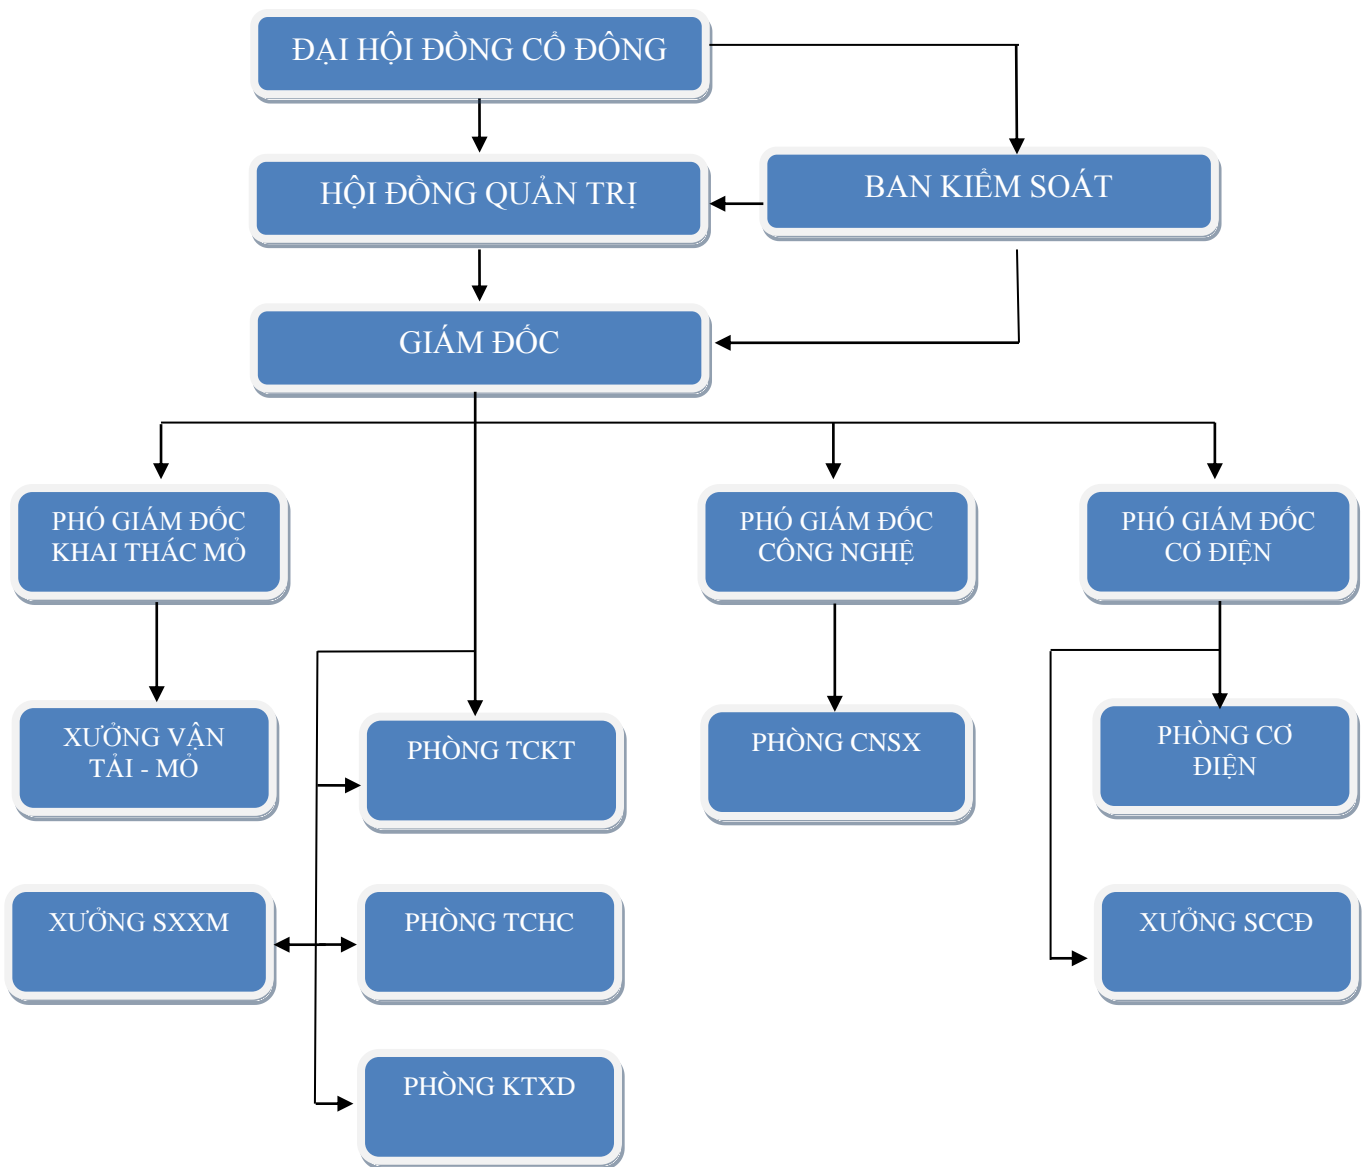 ĐẠI HỘI ĐỒNG CỔ ĐÔNG
HỘI ĐỒNG QUẢN TRỊ
BAN KIỂM SOÁT
GIÁM ĐỐC
PHÓ GIÁM ĐỐC
KHAI THÁC MỎ
PHÓ GIÁM ĐỐC
CÔNG NGHỆ
PHÓ GIÁM ĐỐC
CƠ ĐIỆN
XƯỞNG VẬN
TẢI - MỎ
PHÒNG TCKT
PHÒNG CNSX
PHÒNG CƠ
ĐIỆN
XƯỞNG SXXM
PHÒNG TCHC
XƯỞNG SCCĐ
PHÒNG KTXD